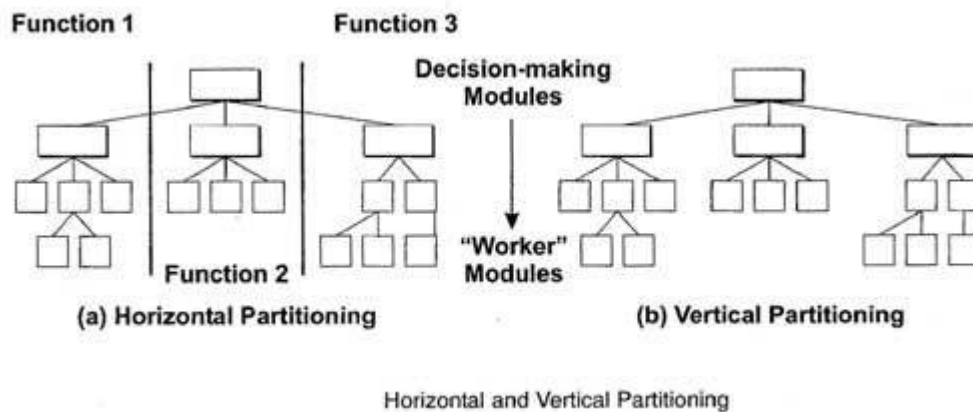 Function 1
Function 3
Decision-making
Modules
“Worker”
Modules
Function 2
(a) Horizontal Partitioning
(b) Vertical Partitioning
Horizontal and Vertical Partitioning